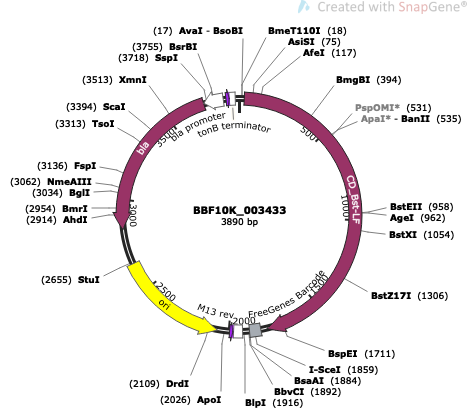 Created with SnapGene®
(17) AvaI - BsoBI
(3755) BsrBI
(3718) SspI
(3513) XmnI
(3394) ScaI
(3313) TsoI
(3136) FspI
(3062) NmeAIII
(3034) BglI
(2954) BmrI
(2914) AhdI
(2655) StuI
(2109) DrdI
(2026) ApoI
BlpI (1916)
BbvCI (1892)
BsaAI (1884)
I-SceI (1859)
BspEI (1711)
BstZ17I (1306)
BstXI (1054)
AgeI (962)
BstEII (958)
ApaI* - BanII (535)
PspOMI* (531)
BmgBI (394)
AfeI (117)
AsiSI (75)
BmeT110I (18)
bla promoter
tonB terminator
bla
CD_Bst-LF
ori
M13 rev
FreeGenes Barcode
500
1000
1500
2000
2500
3000
3500
BBF10K_003433
3890 bp